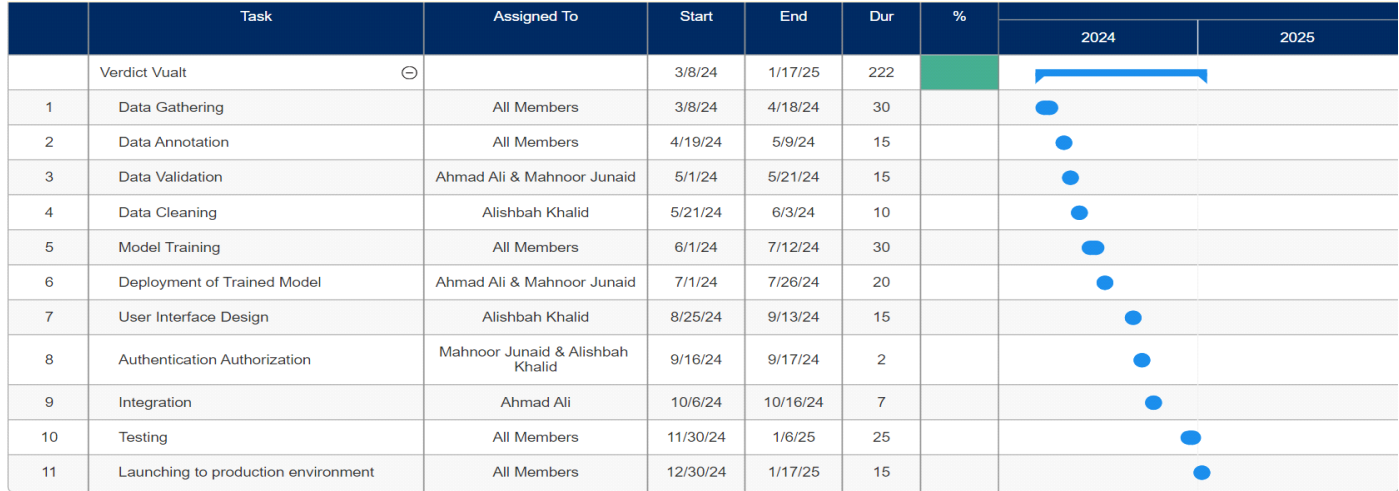 Task Assigned To Start End Dur %
2024 2025
Verdict Vualt 3/8/24 1/17/25 222
1 Data Gathering All Members 3/8/24 4/18/24 30
2 Data Annotation All Members 4/19/24 5/9/24 15
3 Data Validation Ahmad Ali & Mahnoor Junaid 5/1/24 5/21/24 15
4 Data Cleaning Alishbah Khalid 5/21/24 6/3/24 10
5 Model Training All Members 6/1/24 7/12/24 30
6 Deployment of Trained Model Ahmad Ali & Mahnoor Junaid 7/1/24 7/26/24 20
7 User Interface Design Alishbah Khalid 8/25/24 9/13/24 15
8 Authentication Authorization Mahnoor Junaid & Alishbah
Khalid 9/16/24 9/17/24 2
9 Integration Ahmad Ali 10/6/24 10/16/24 7
10 Testing All Members 11/30/24 1/6/25 25
11 Launching to production environment All Members 12/30/24 1/17/25 15